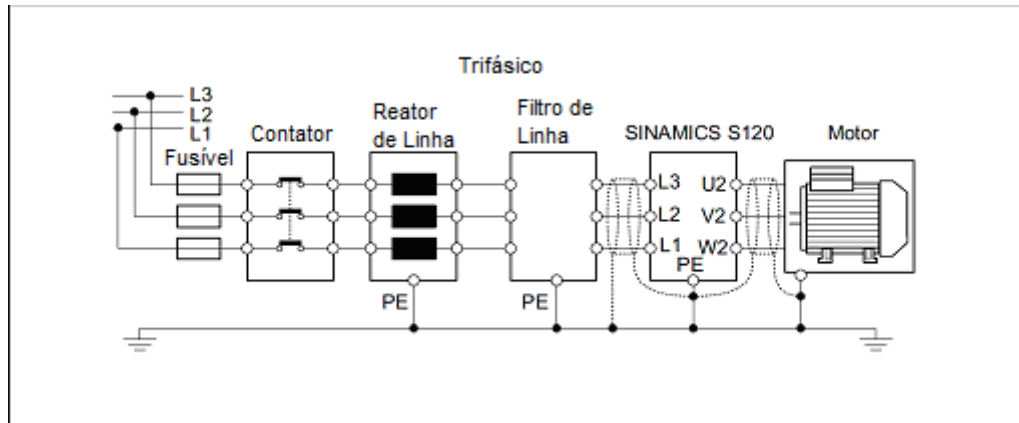 Trifásico
L3
L2
L1
Fusível
Contator
Reator
de Linha
Filtro de
Linha
SINAMICS S120
Motor
L3 U2
L2 V2
L1 W2
PE
PE
PE